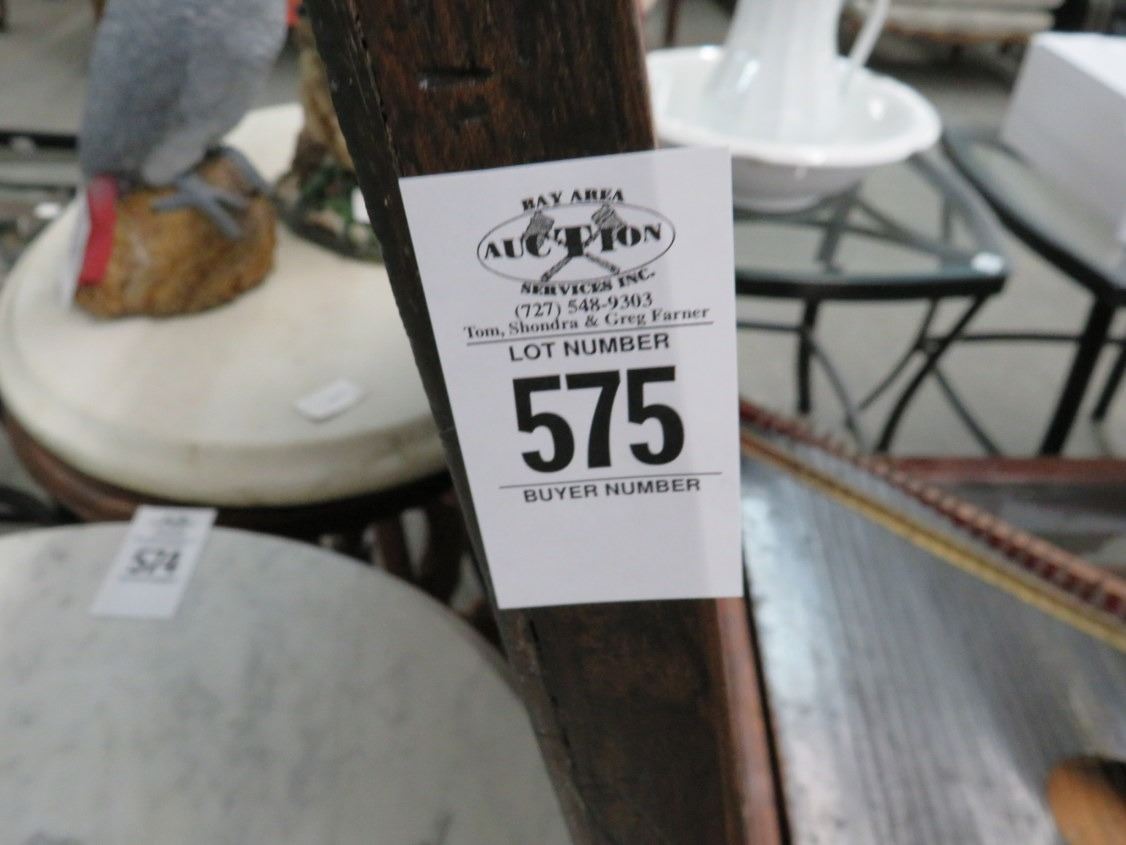 BAY AREA
AUCTION
SERVICES INC.
(727) 548-9303
Tom, Shondra & Greg Farner
LOT NUMBER
575
BUYER NUMBER
574